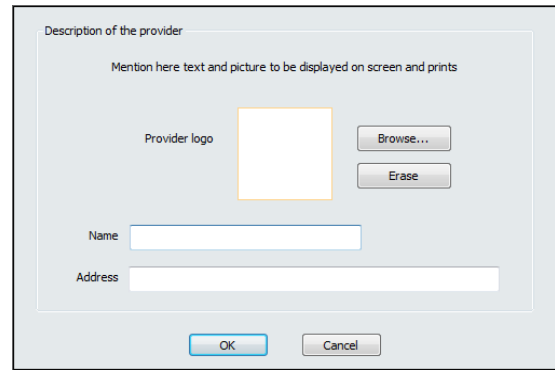 Description of the provider
Mention here text and picture to be displayed on screen and prints
Provider logo
Browse...
Erase
Name
Address
OK
Cancel